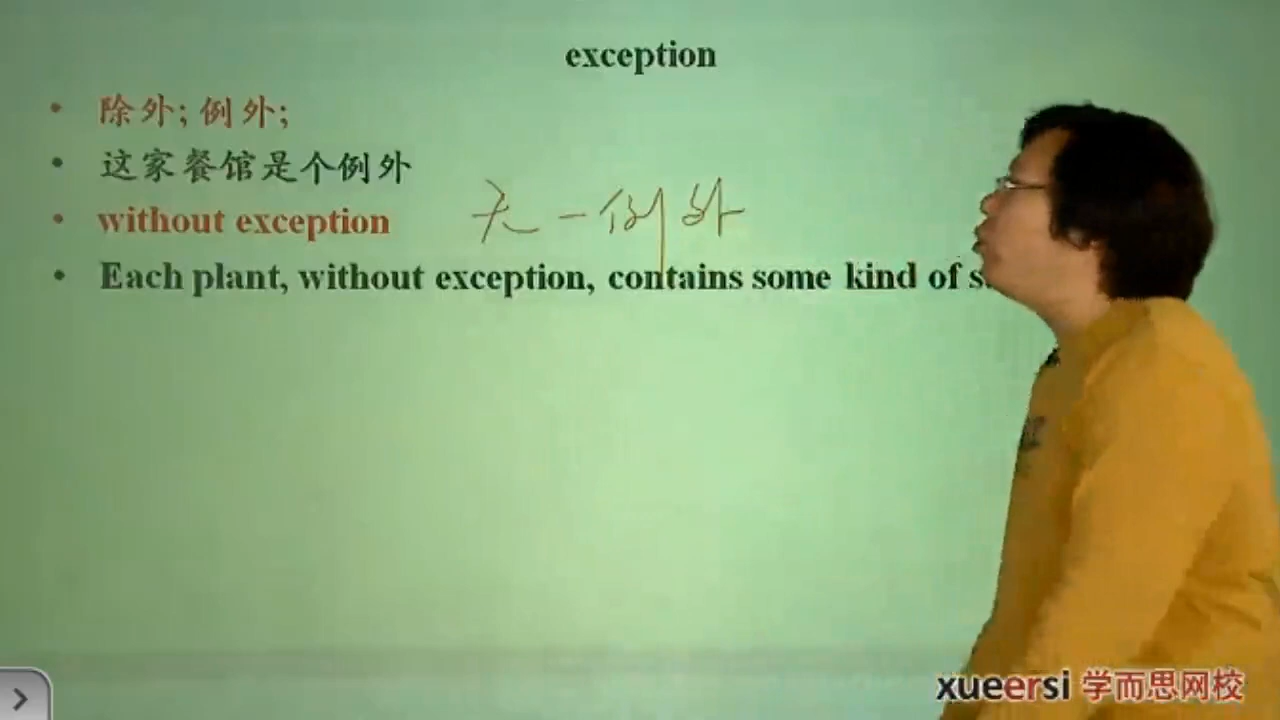 exception
• 除外; 例外;
• 这家餐馆是个例外
• without exception 无一例外
• Each plant, without exception, contains some kind of
xueersi 学而思网校